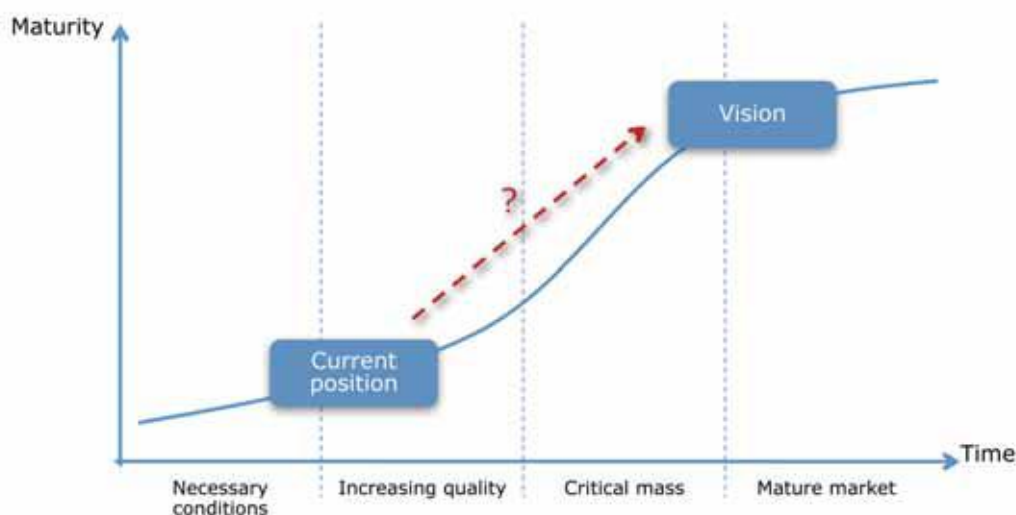 Maturity
Vision
?
Current
position
Time
Necessary
conditions
Increasing quality
Critical mass
Mature market